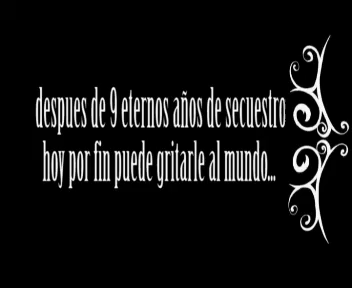 despues de 9 eternos años de secuestro
hoy por fin puede gritarle al mundo...